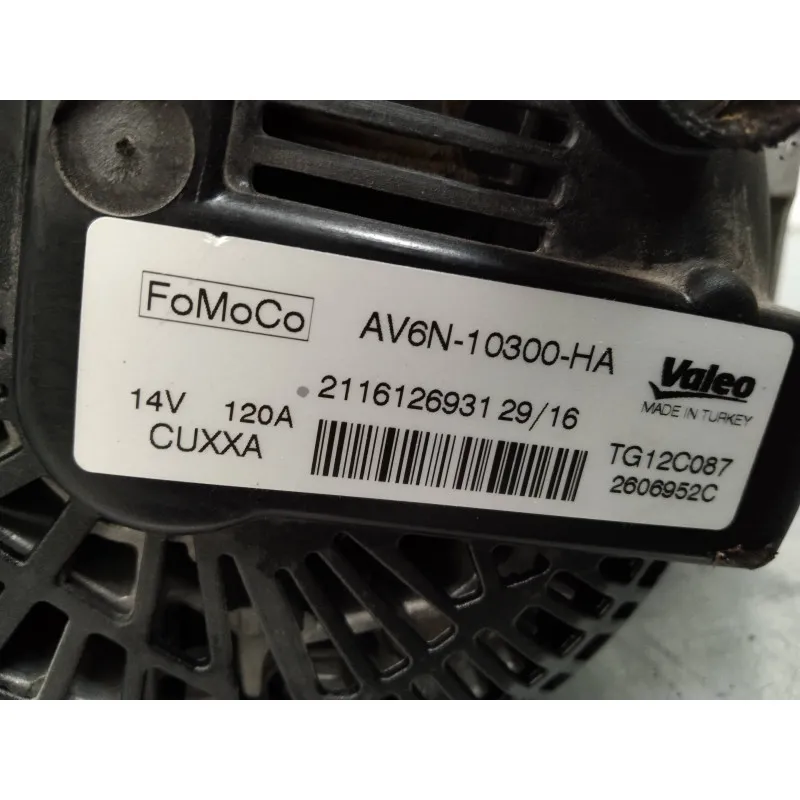 FoMoCo
AV6N-10300-HA
Valeo
MADE IN TURKEY
14V 120A
2116126931 29/16
CUXXA
TG12C087
2606952C